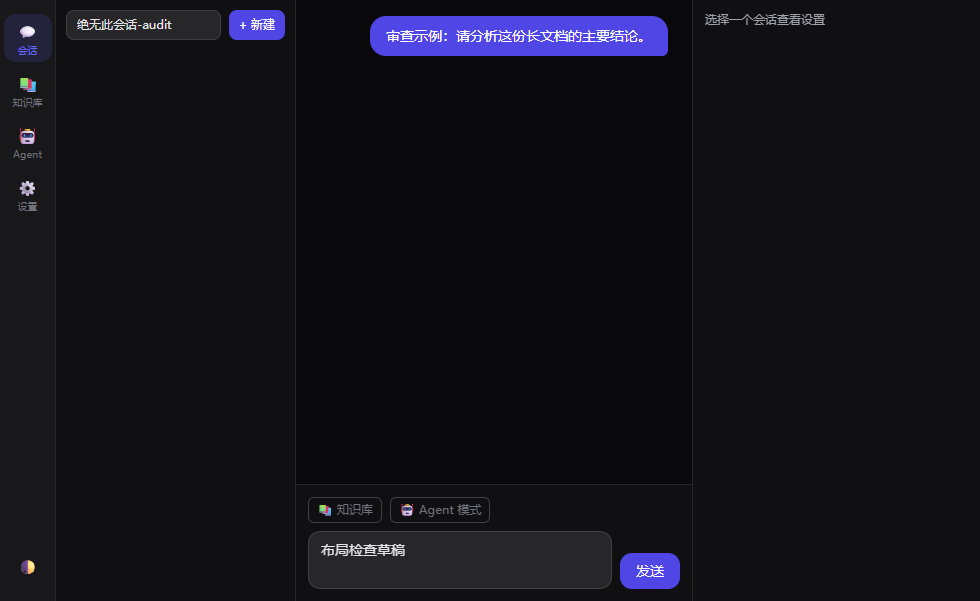 会话
知识库
Agent
设置
绝无此会话-audit
+ 新建
审查示例：请分析这份长文档的主要结论。
知识库
Agent 模式
布局检查草稿
发送
选择一个会话查看设置